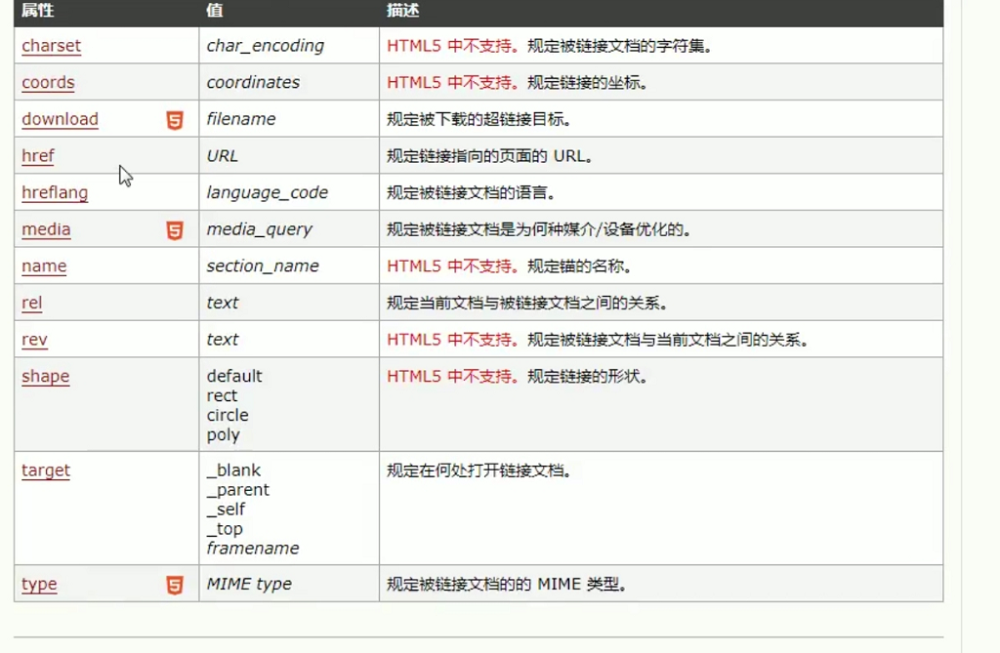 属性 值 描述
charset char_encoding HTML5 中不支持。规定被链接文档的字符集。
coords coordinates HTML5 中不支持。规定链接的坐标。
download 5 filename 规定被下载的超链接目标。
href URL 规定链接指向的页面的 URL。
hreflang language_code 规定被链接文档的语言。
media 5 media_query 规定被链接文档是为何种媒介/设备优化的。
name section_name HTML5 中不支持。规定锚的名称。
rel text 规定当前文档与被链接文档之间的关系。
rev text HTML5 中不支持。规定被链接文档与当前文档之间的关系。
shape default HTML5 中不支持。规定链接的形状。
rect
circle
poly
target _blank 规定在何处打开链接文档。
_parent
_self
_top
framename
type 5 MIME type 规定被链接文档的的 MIME 类型。